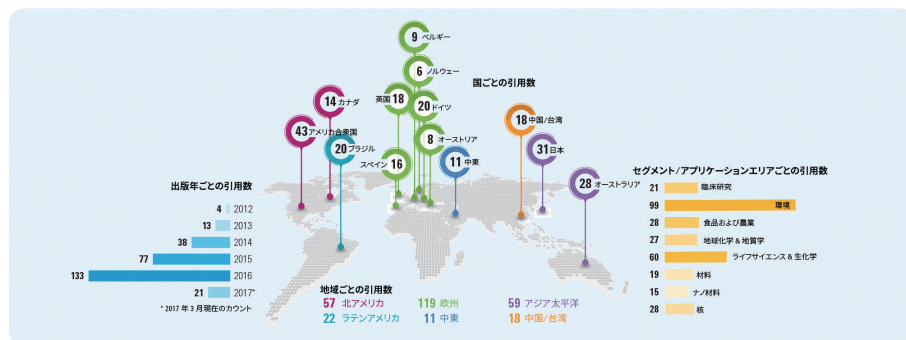 9 ベルギー
6 ノルウェー
国ごとの引用数
14 カナダ
英国 18
20 ドイツ
43 アメリカ合衆国
20 ブラジル
8 オーストリア
18 中国/台湾
スペイン 16
11 中東
31 日本
28 オーストラリア
出版年ごとの引用数
4 2012
13 2013
38 2014
77 2015
133 2016
21 2017*
* 2017 年 3 月現在のカウント
地域ごとの引用数
57 北アメリカ
119 欧州
59 アジア太平洋
22 ラテンアメリカ
11 中東
18 中国/台湾
セグメント/アプリケーションエリアごとの引用数
21 臨床研究
99 環境
28 食品および農業
27 地球化学 & 地質学
60 ライフサイエンス & 生化学
19 材料
15 ナノ材料
28 核